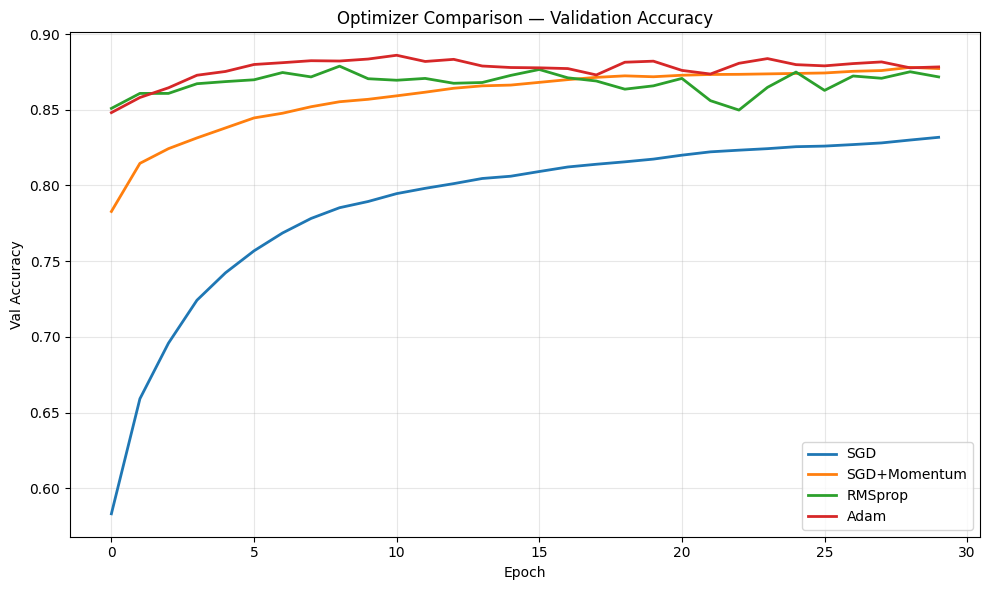 Optimizer Comparison — Validation Accuracy
Val Accuracy
0.90
0.85
0.80
0.75
0.70
0.65
0.60
0
5
10
15
20
25
30
Epoch
SGD
SGD+Momentum
RMSprop
Adam